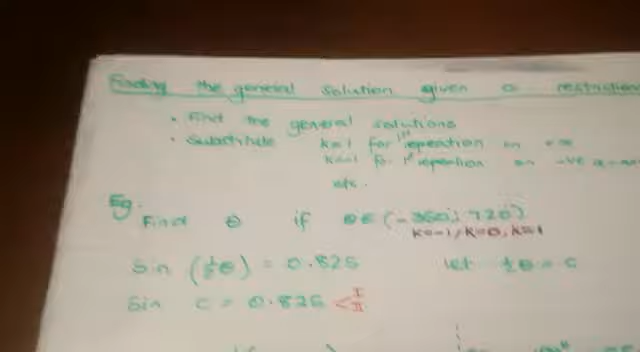 Finding the general solution given a restriction
• Find the general solutions
• Substitute k=1 for 1st repeation on +ve
k=-1 for 1st repeation on -ve
etc.
Eg.
Find θ if θ∈(-360; 720)
k=-1, k=0, k=1
Sin (½θ) = 0.825 let ½θ = c
Sin c = 0.825 < I
II